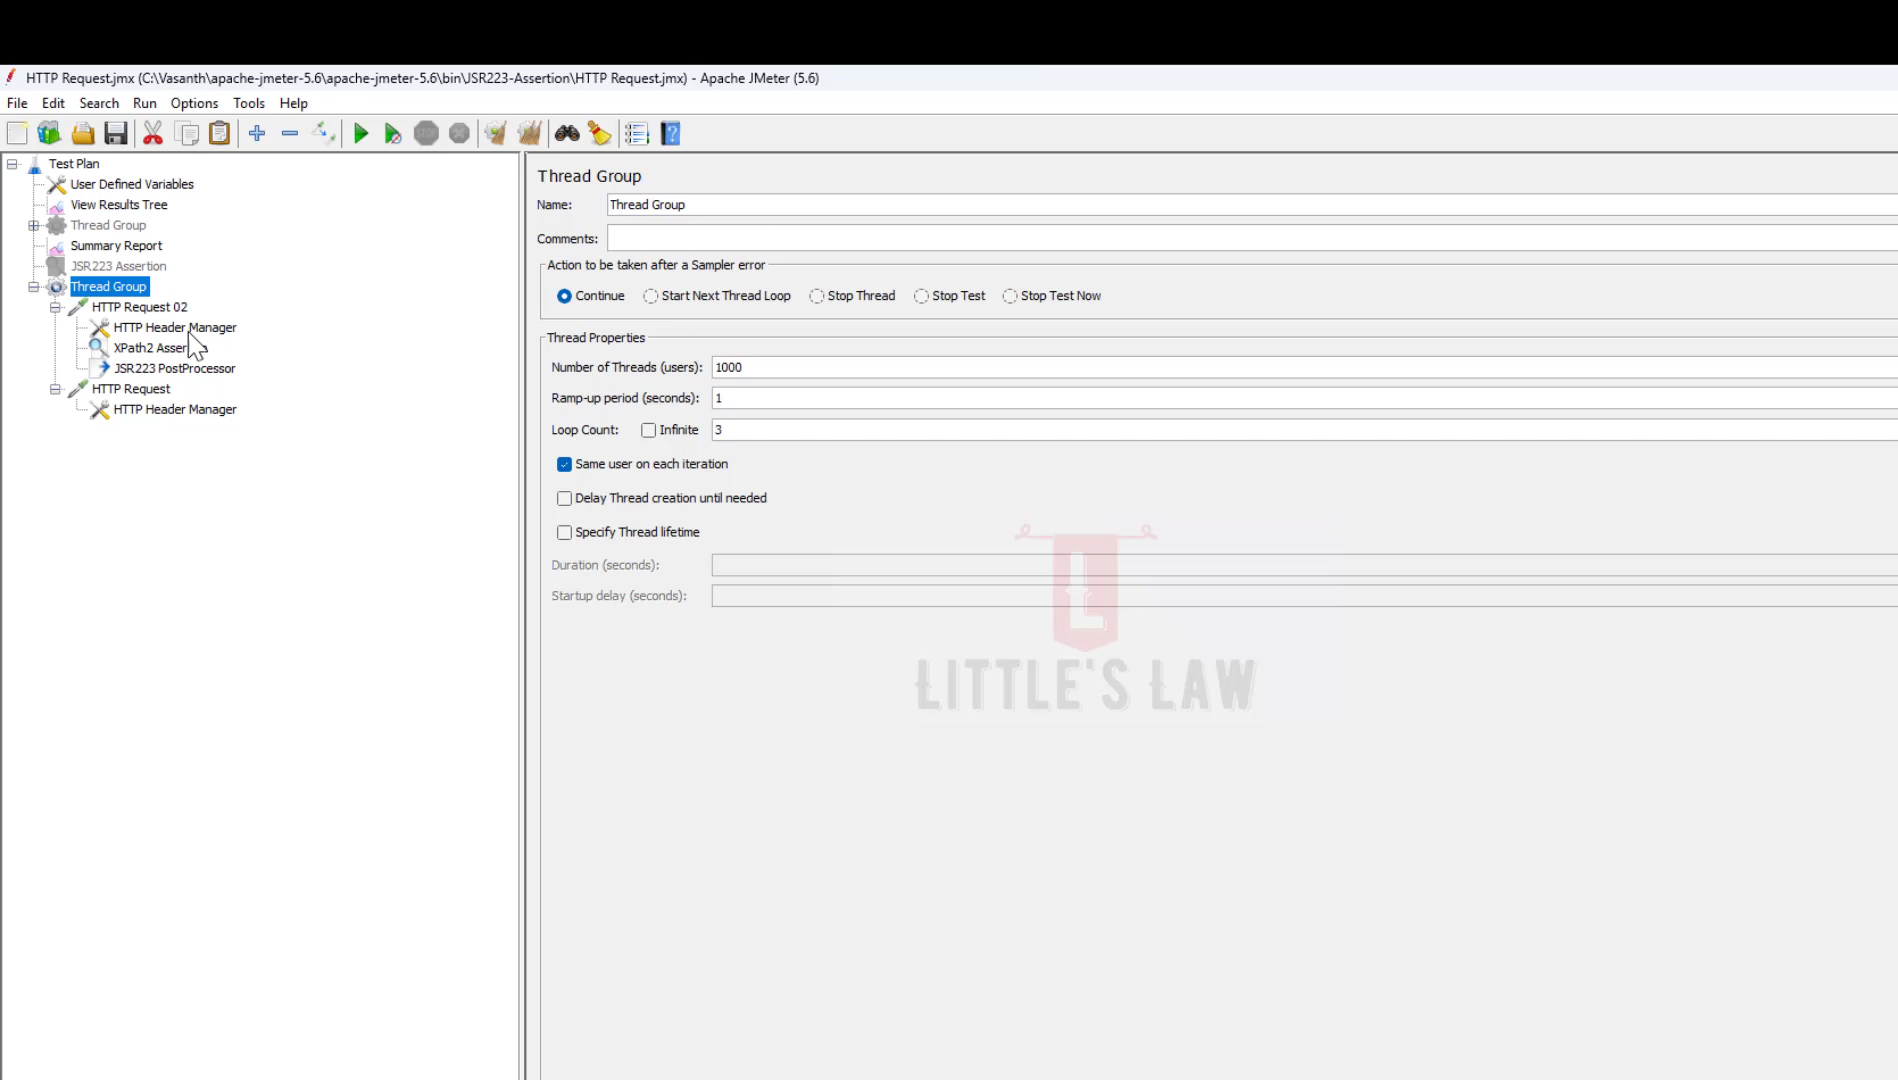 HTTP Request.jmx (C:\Vasanth\apache-jmeter-5.6\apache-jmeter-5.6\bin\JSR223-Assertion\HTTP Request.jmx) - Apache JMeter (5.6)
File Edit Search Run Options Tools Help
STOP
Test Plan
User Defined Variables
View Results Tree
Thread Group
Summary Report
JSR223 Assertion
Thread Group
HTTP Request 02
HTTP Header Manager
XPath2
JSR223 PostProcessor
HTTP Request
HTTP Header Manager
Thread Group
Name: Thread Group
Comments:
Action to be taken after a Sampler error
Continue Start Next Thread Loop Stop Thread Stop Test Stop Test Now
Thread Properties
Number of Threads (users): 1000
Ramp-up period (seconds): 1
Loop Count: Infinite 3
Same user on each iteration
Delay Thread creation until needed
Specify Thread lifetime
Duration (seconds):
Startup delay (seconds):
L
LITTLE'S LAW